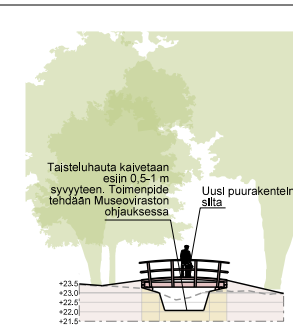 Taisteluhauta kaivetaan
esiin 0,5-1 m
syvyyteen. Toimenpide
tehdään Museoviraston
ohjauksessa
Uusi puurakentein
silta
+23.5
+23.0
+22.5
+22.0
+21.5